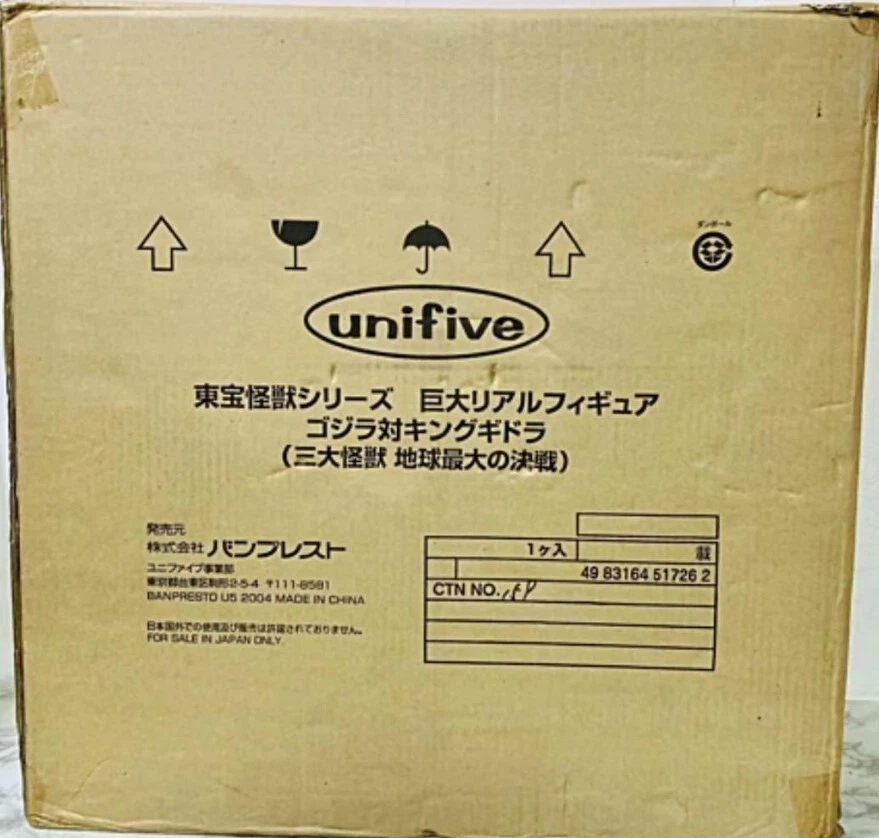 ダンボール
unifive
東宝怪獣シリーズ 巨大リアルフィギュア
ゴジラ対キングギドラ
(三大怪獣 地球最大の決戦)
発売元
株式会社 バンプレスト
ユニファイブ事業部
東京都台東区駒形2-5-4 〒111-8581
BANPRESTO U5 2004 MADE IN CHINA
日本国外での使用及び販売は許諾されておりません。
FOR SALE IN JAPAN ONLY.
1ヶ入
49 83164 51726 2
CTN NO.